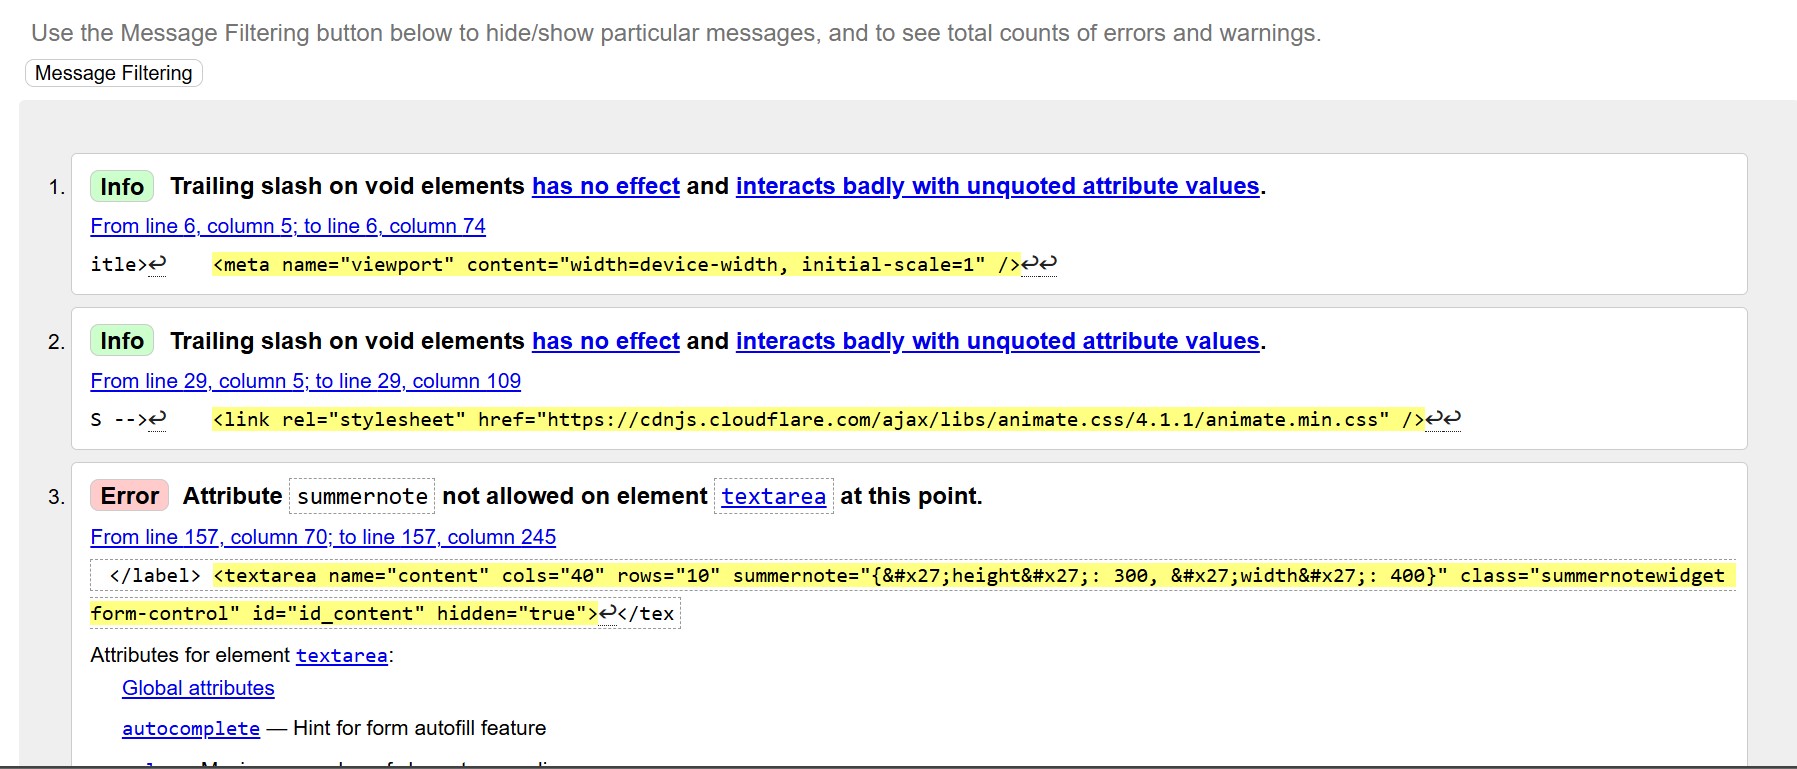 Use the Message Filtering button below to hide/show particular messages, and to see total counts of errors and warnings.
Message Filtering
1. Info Trailing slash on void elements has no effect and interacts badly with unquoted attribute values.
From line 6, column 5; to line 6, column 74
itle>↩ <meta name="viewport" content="width=device-width, initial-scale=1" />↩↩
2. Info Trailing slash on void elements has no effect and interacts badly with unquoted attribute values.
From line 29, column 5; to line 29, column 109
S -->↩ <link rel="stylesheet" href="https://cdnjs.cloudflare.com/ajax/libs/animate.css/4.1.1/animate.min.css" />↩↩
3. Error Attribute summernote not allowed on element textarea at this point.
From line 157, column 70; to line 157, column 245
</label> <textarea name="content" cols="40" rows="10" summernote="{&#x27;height&#x27;: 300, &#x27;width&#x27;: 400}" class="summernotewidget
form-control" id="id_content" hidden="true">↩</tex
Attributes for element textarea:
Global attributes
autocomplete — Hint for form autofill feature